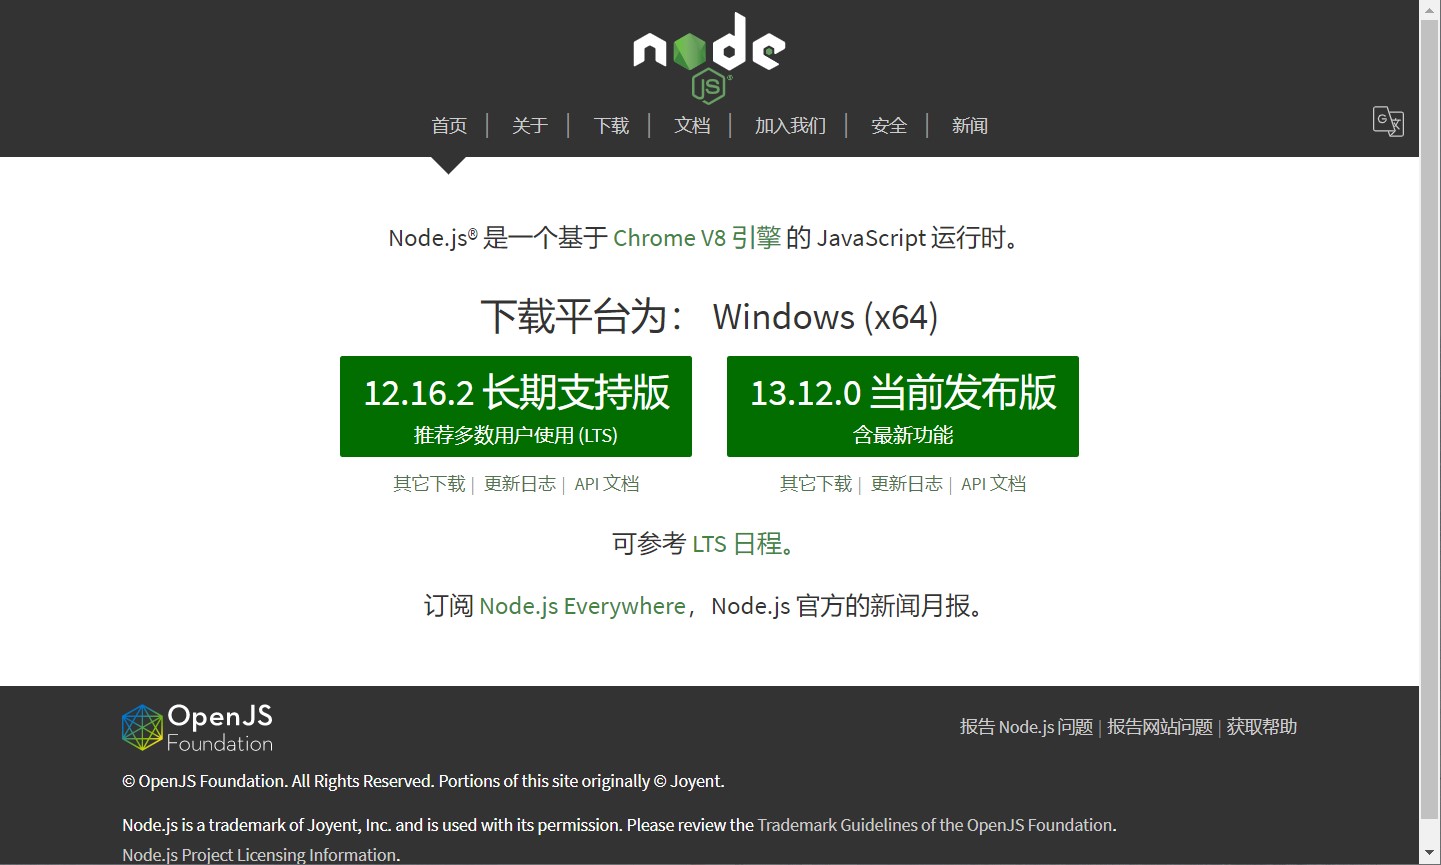 node
JS®
首页 | 关于 | 下载 | 文档 | 加入我们 | 安全 | 新闻
G 文
Node.js® 是一个基于 Chrome V8 引擎 的 JavaScript 运行时。
下载平台为： Windows (x64)
12.16.2 长期支持版
推荐多数用户使用 (LTS)
13.12.0 当前发布版
含最新功能
其它下载 | 更新日志 | API 文档
其它下载 | 更新日志 | API 文档
可参考 LTS 日程。
订阅 Node.js Everywhere，Node.js 官方的新闻月报。
OpenJS
Foundation
报告 Node.js 问题 | 报告网站问题 | 获取帮助
© OpenJS Foundation. All Rights Reserved. Portions of this site originally © Joyent.
Node.js is a trademark of Joyent, Inc. and is used with its permission. Please review the Trademark Guidelines of the OpenJS Foundation.
Node.js Project Licensing Information.